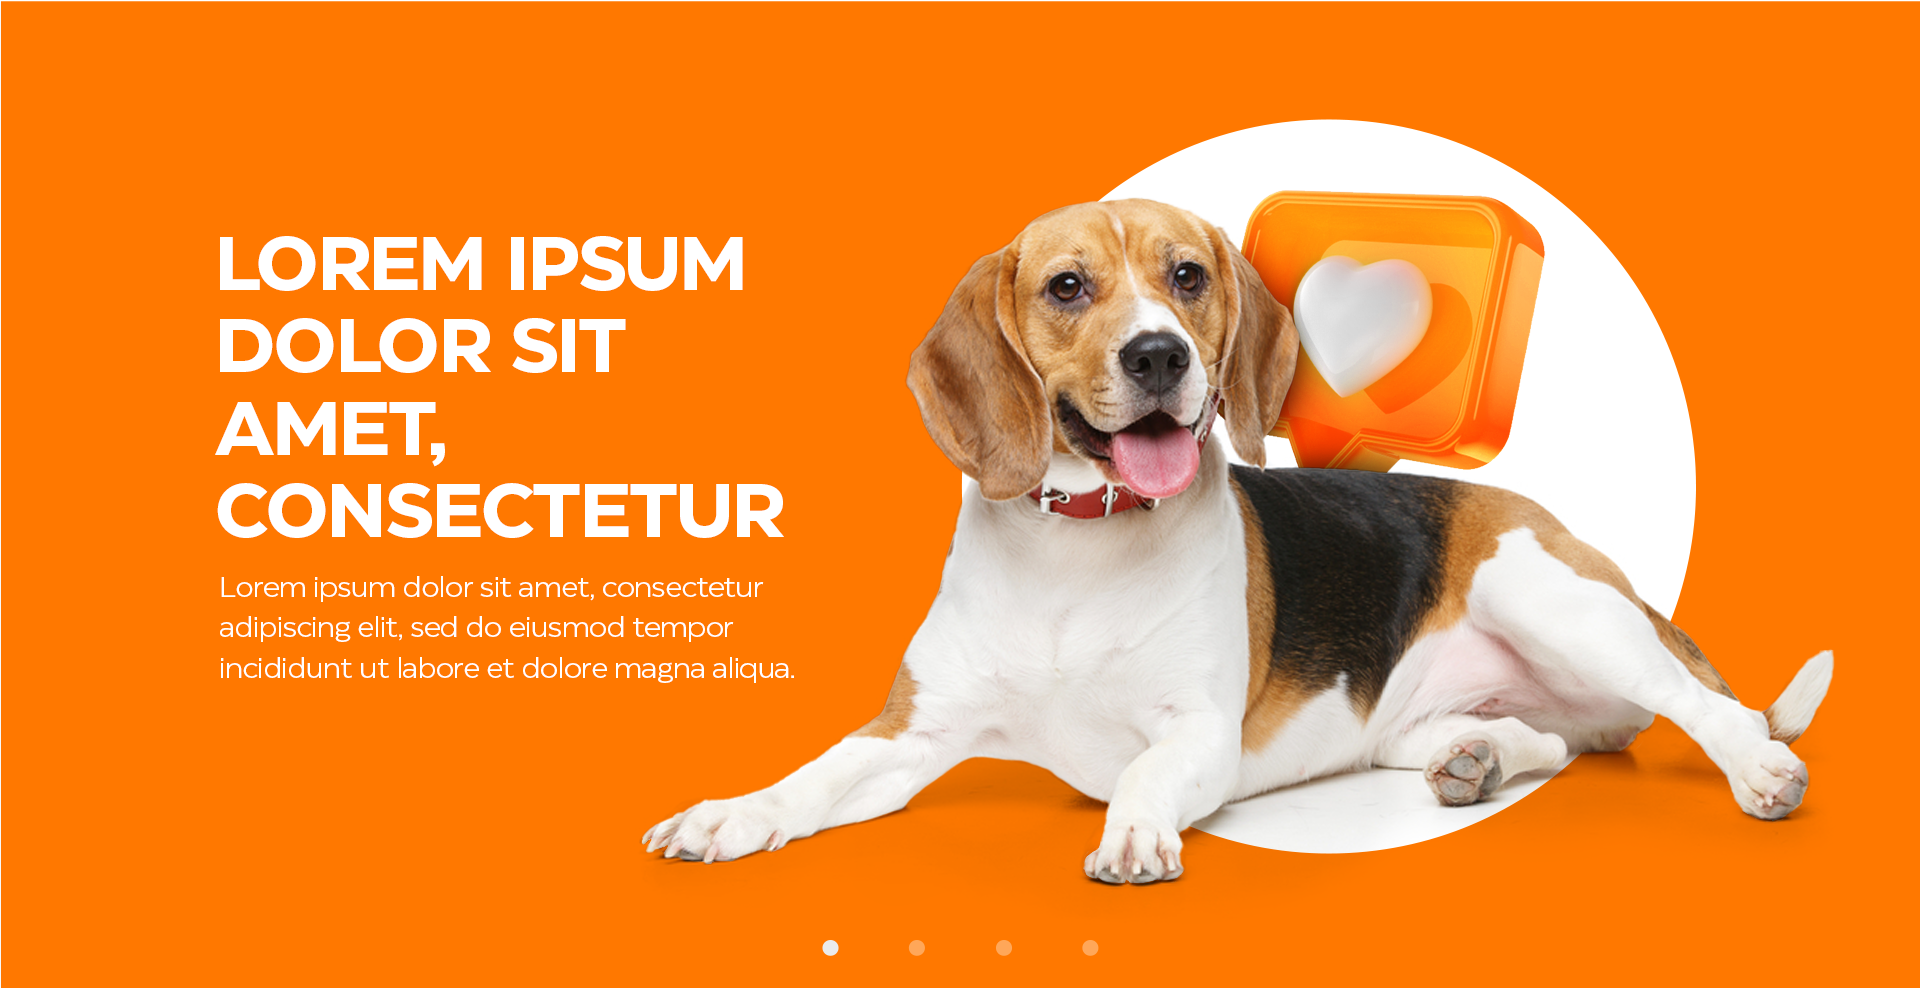 LOREM IPSUM
DOLOR SIT
AMET,
CONSECTETUR
Lorem ipsum dolor sit amet, consectetur
adipiscing elit, sed do eiusmod tempor
incididunt ut labore et dolore magna aliqua.